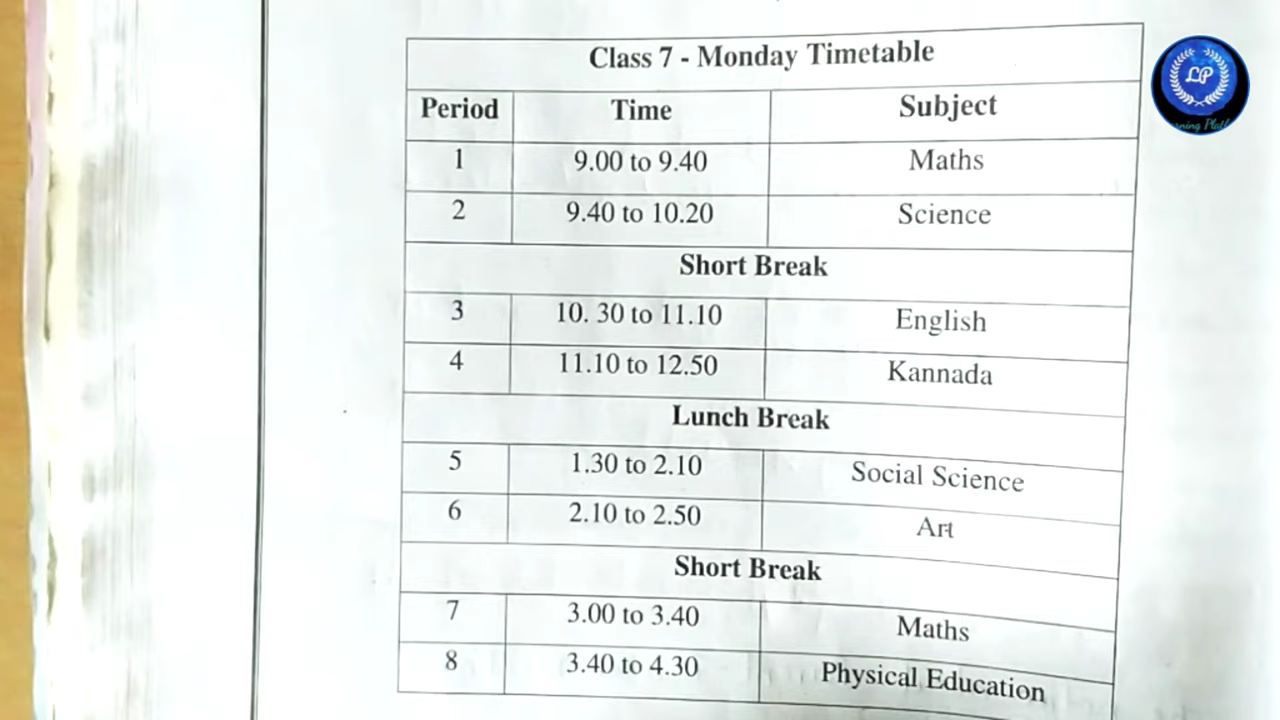 Class 7 - Monday Timetable
Period Time Subject
1 9.00 to 9.40 Maths
2 9.40 to 10.20 Science
Short Break
3 10. 30 to 11.10 English
4 11.10 to 12.50 Kannada
Lunch Break
5 1.30 to 2.10 Social Science
6 2.10 to 2.50 Art
Short Break
7 3.00 to 3.40 Maths
8 3.40 to 4.30 Physical Education
LP